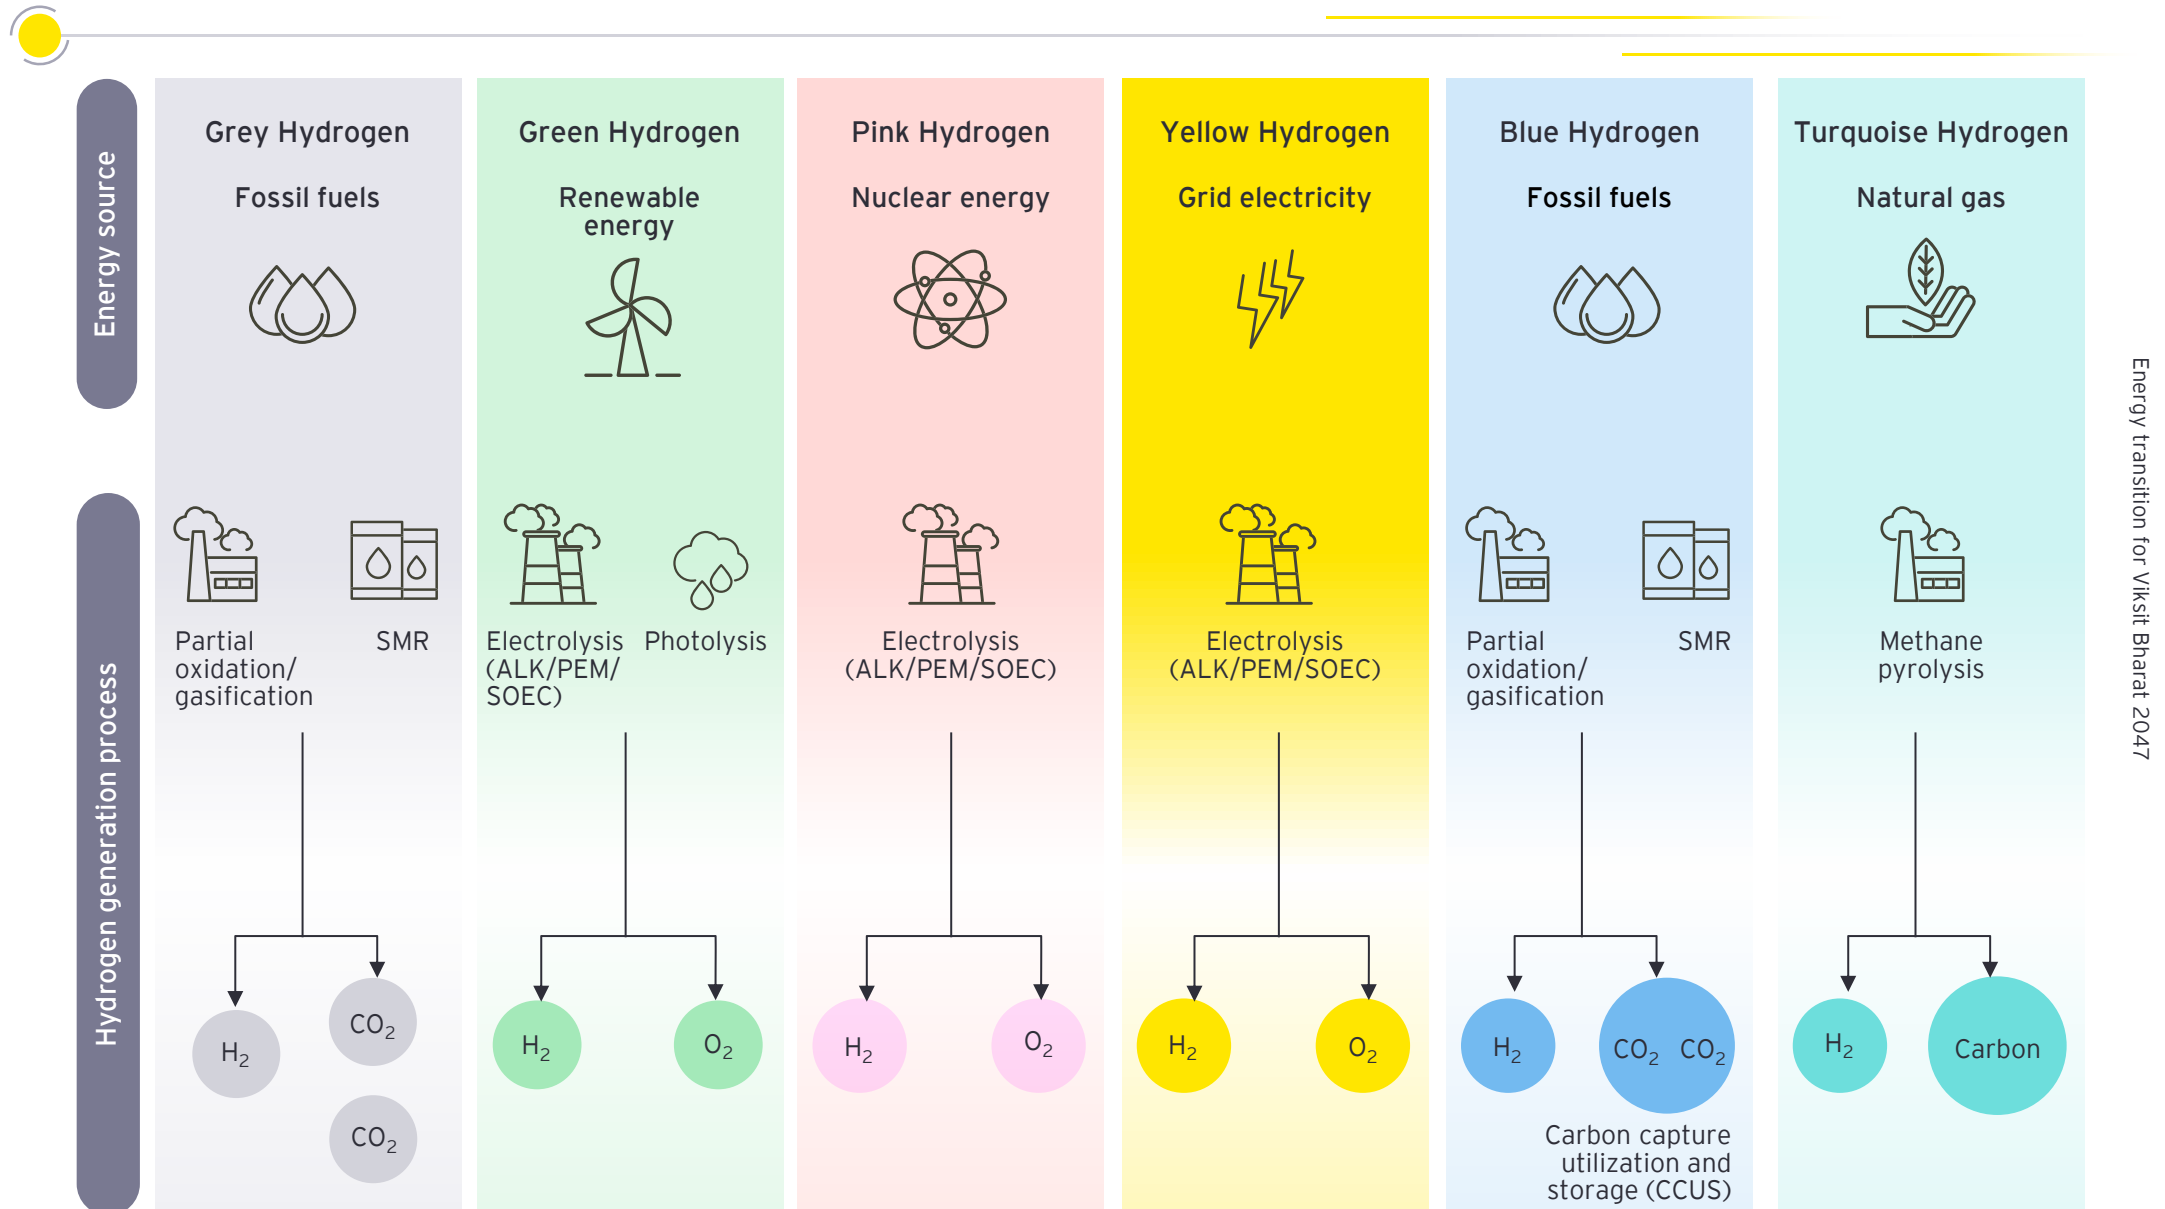 Energy source
Grey Hydrogen
Fossil fuels
Green Hydrogen
Renewable
energy
Pink Hydrogen
Nuclear energy
Yellow Hydrogen
Grid electricity
Blue Hydrogen
Fossil fuels
Turquoise Hydrogen
Natural gas
Hydrogen generation process
Partial
oxidation/
gasification
SMR
H₂
CO₂
CO₂
Electrolysis
(ALK/PEM/
SOEC)
Photolysis
H₂
O₂
Electrolysis
(ALK/PEM/SOEC)
H₂
O₂
Electrolysis
(ALK/PEM/SOEC)
H₂
O₂
Partial
oxidation/
gasification
SMR
H₂
CO₂ CO₂
Carbon capture
utilization and
storage (CCUS)
Methane
pyrolysis
H₂
Carbon
Energy transition for Viksit Bharat 2047